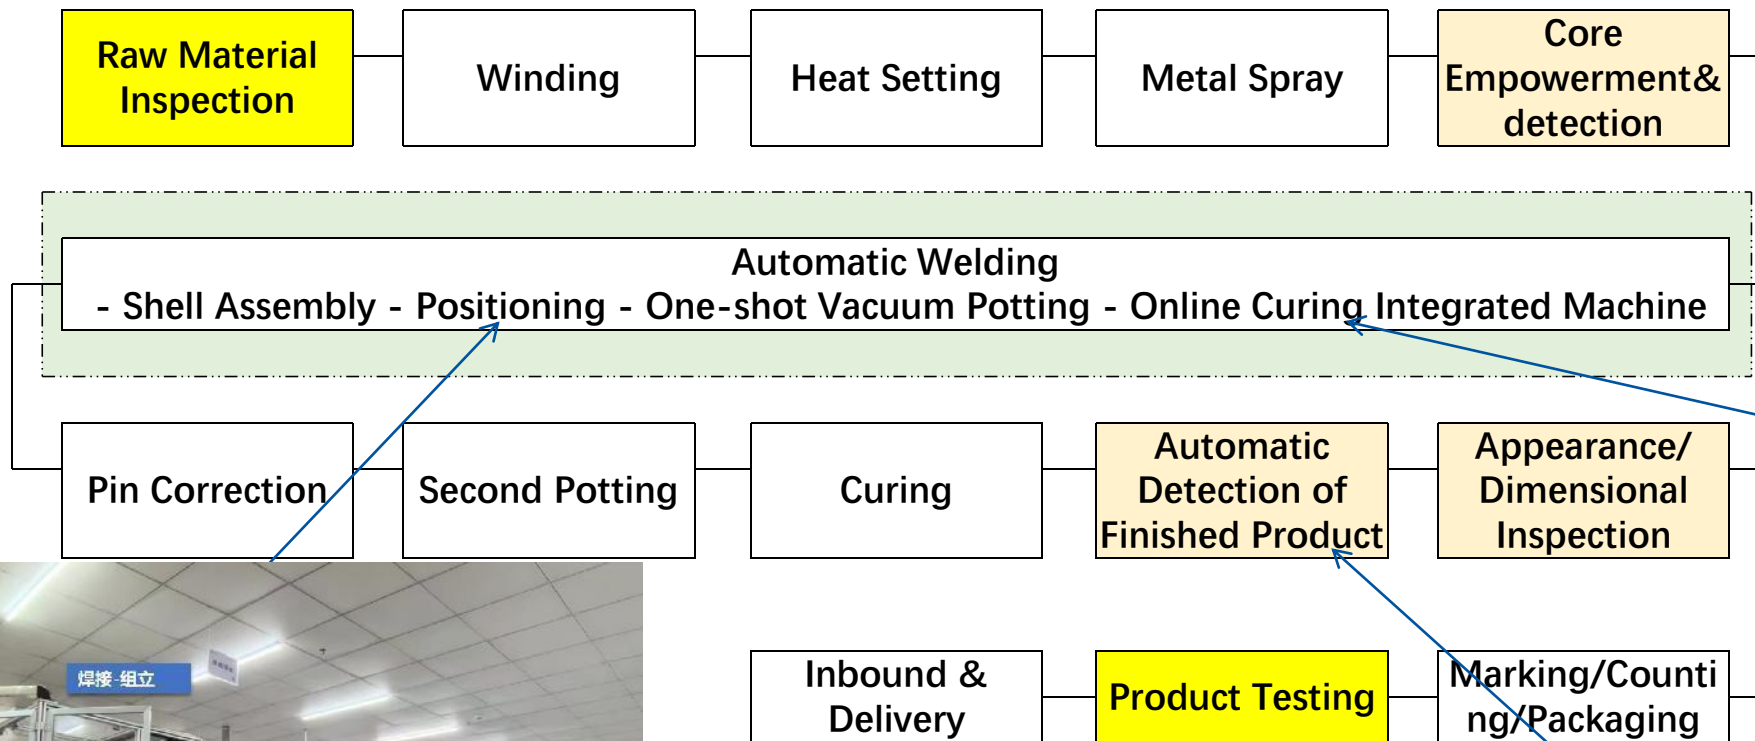 Raw Material
Inspection
Winding
Heat Setting
Metal Spray
Core
Empowerment&
detection
Automatic Welding
- Shell Assembly - Positioning - One-shot Vacuum Potting - Online Curing Integrated Machine
Pin Correction
Second Potting
Curing
Automatic
Detection of
Finished Product
Appearance/
Dimensional
Inspection
焊接-组立
Inbound &
Delivery
Product Testing
Marking/Counti
ng/Packaging